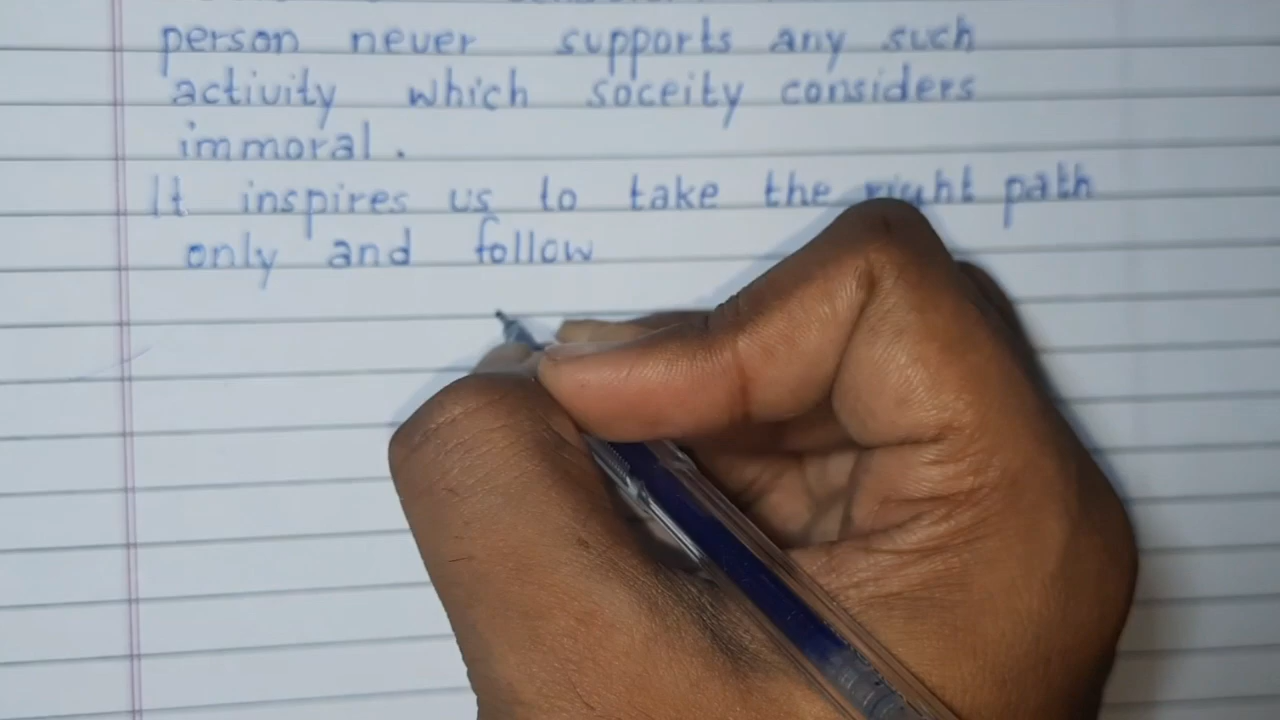 person never supports any such
activity which soceity considers
immoral.
It inspires us to take the right path
only and follow